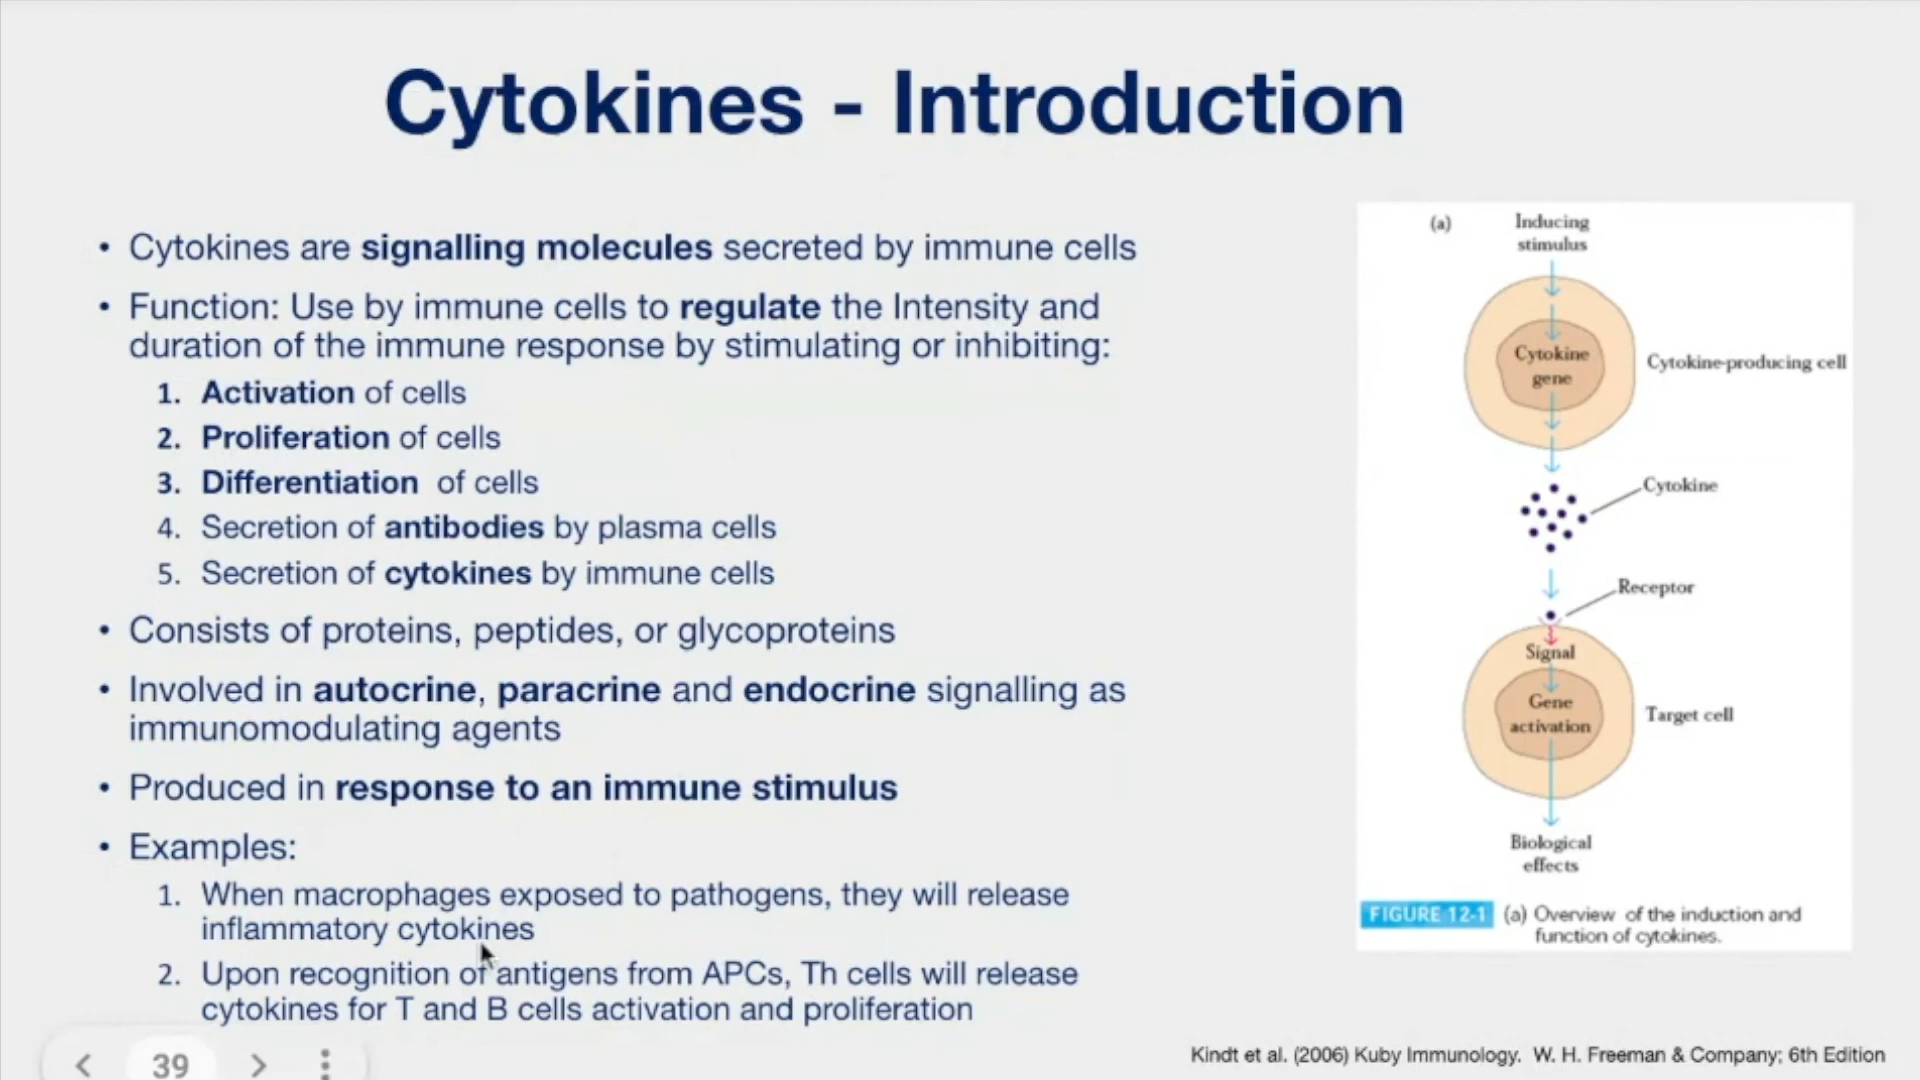 Cytokines - Introduction
• Cytokines are signalling molecules secreted by immune cells
• Function: Use by immune cells to regulate the Intensity and
duration of the immune response by stimulating or inhibiting:
1. Activation of cells
2. Proliferation of cells
3. Differentiation of cells
4. Secretion of antibodies by plasma cells
5. Secretion of cytokines by immune cells
• Consists of proteins, peptides, or glycoproteins
• Involved in autocrine, paracrine and endocrine signalling as
immunomodulating agents
• Produced in response to an immune stimulus
• Examples:
1. When macrophages exposed to pathogens, they will release
inflammatory cytokines
2. Upon recognition of antigens from APCs, Th cells will release
cytokines for T and B cells activation and proliferation
(a)
Inducing
stimulus
Cytokine
gene
Cytokine-producing cell
Cytokine
Receptor
Signal
Gene
activation
Target cell
Biological
effects
FIGURE 12-1 (a) Overview of the induction and
function of cytokines.
39
Kindt et al. (2006) Kuby Immunology. W. H. Freeman & Company; 6th Edition